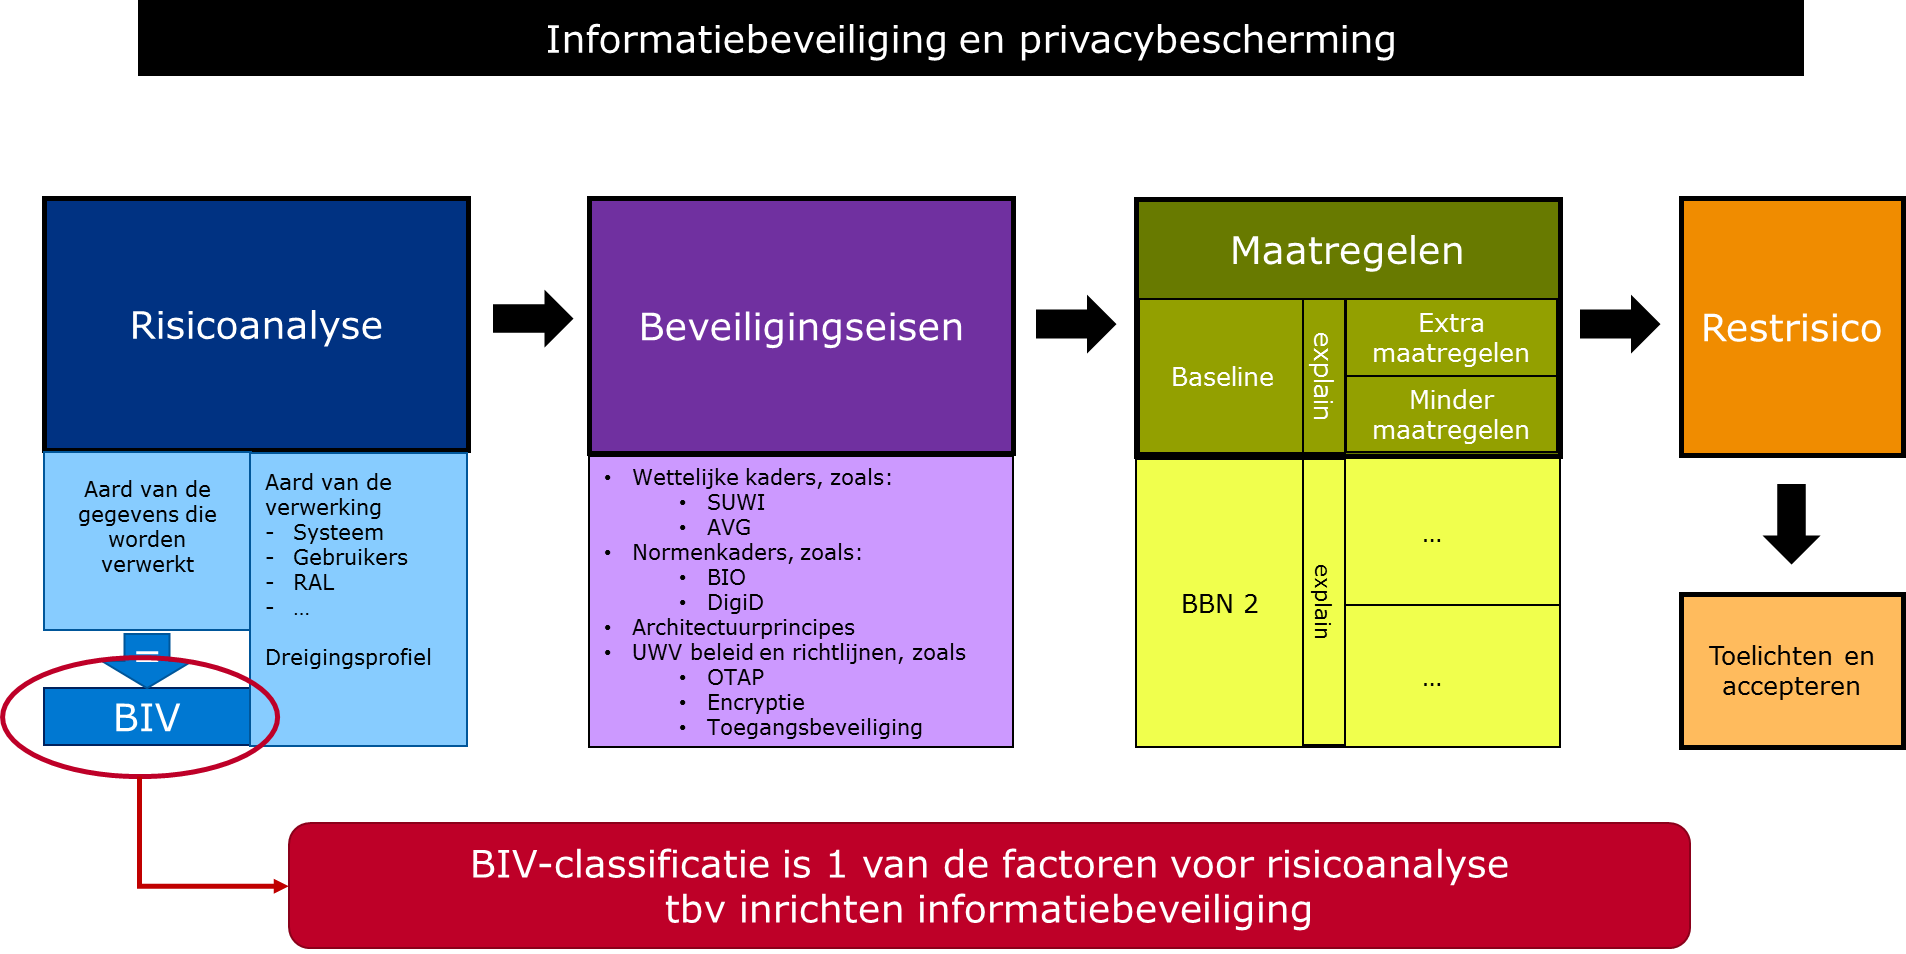 Informatiebeveiliging en privacybescherming
Risicoanalyse
Aard van de
gegevens die
worden
verwerkt
=
BIV
Aard van de
verwerking
- Systeem
- Gebruikers
- RAL
- …
Dreigingsprofiel
Beveiligingseisen
• Wettelijke kaders, zoals:
• SUWI
• AVG
• Normenkaders, zoals:
• BIO
• DigiD
• Architectuurprincipes
• UWV beleid en richtlijnen, zoals
• OTAP
• Encryptie
• Toegangsbeveiliging
Maatregelen
Baseline
explain
Extra
maatregelen
Minder
maatregelen
BBN 2
explain
…
…
Restrisico
Toelichten en
accepteren
BIV-classificatie is 1 van de factoren voor risicoanalyse
tbv inrichten informatiebeveiliging